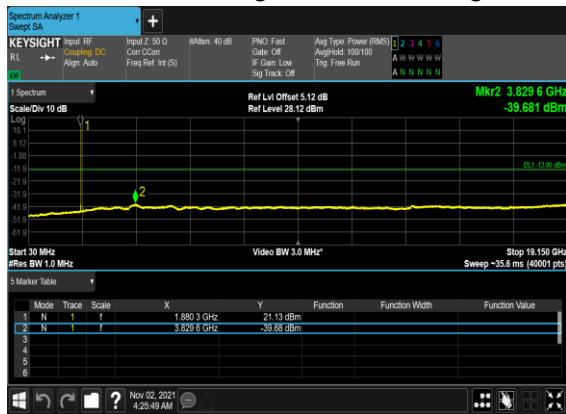 Spectrum Analyzer 1
Swept SA
KEYSIGHT Input: RF Input Z: 50 Ω #Atten: 40 dB PNO: Fast Avg Type: Power (RMS) 1 2 3 4 5 6
RL Coupling: DC Corr CCorr Gate: Off Avg|Hold: 100/100 A W W W W W
Align: Auto Freq Ref: Int (S) IF Gain: Low Trig: Free Run
Sig Track: Off A N N N N N
1 Spectrum Ref Lvl Offset 5.12 dB Mkr2 3.829 6 GHz
Scale/Div 10 dB Ref Level 28.12 dBm -39.681 dBm
Log
18.1
8.12
-1.88
-11.9
-21.9
-31.9
-41.9
-51.9
-61.9
1
DL1 -13.00 dBm
2
Start 30 MHz Video BW 3.0 MHz* Stop 19.150 GHz
#Res BW 1.0 MHz Sweep ~35.6 ms (40001 pts)
5 Marker Table
Mode Trace Scale X Y Function Function Width Function Value
1 N 1 f 1.880 3 GHz 21.13 dBm
2 N 1 f 3.829 6 GHz -39.68 dBm
3
4
5
6
? Nov 02, 2021
4:25:49 AM